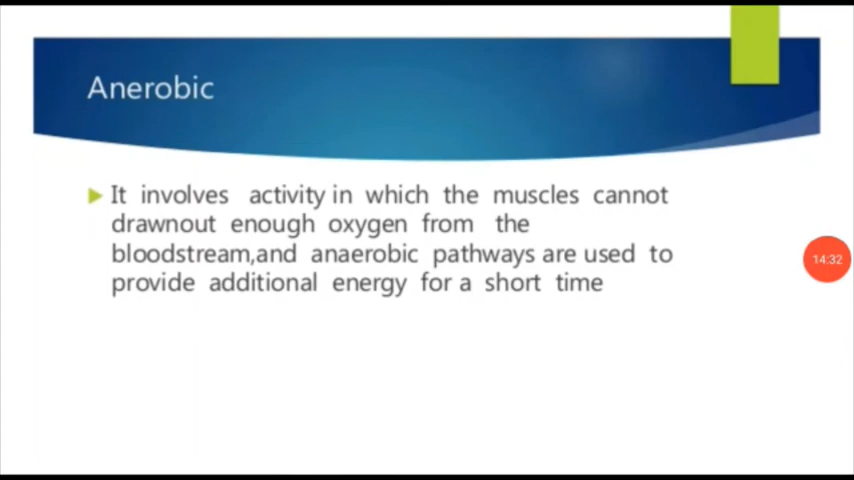 Anerobic
It involves activity in which the muscles cannot
drawnout enough oxygen from the
bloodstream,and anaerobic pathways are used to
provide additional energy for a short time
14:32